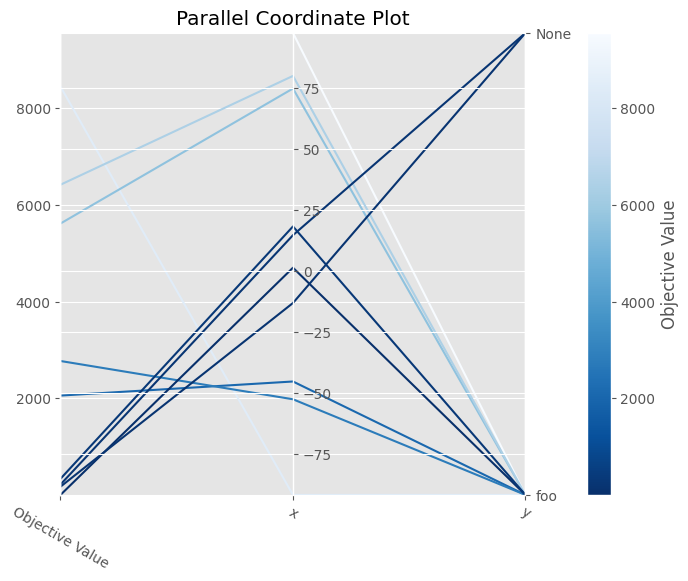 Parallel Coordinate Plot
8000
6000
4000
2000
75
50
25
0
−25
−50
−75
None
foo
8000
6000
4000
2000
Objective Value
Objective Value
x
y